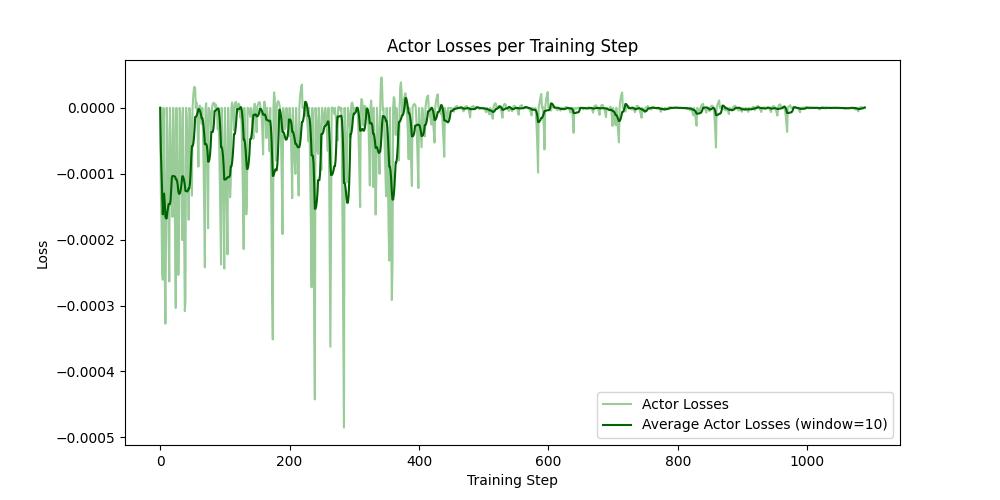 Actor Losses per Training Step
Loss
0.0000
−0.0001
−0.0002
−0.0003
−0.0004
−0.0005
0 200 400 600 800 1000
Training Step
Actor Losses
Average Actor Losses (window=10)